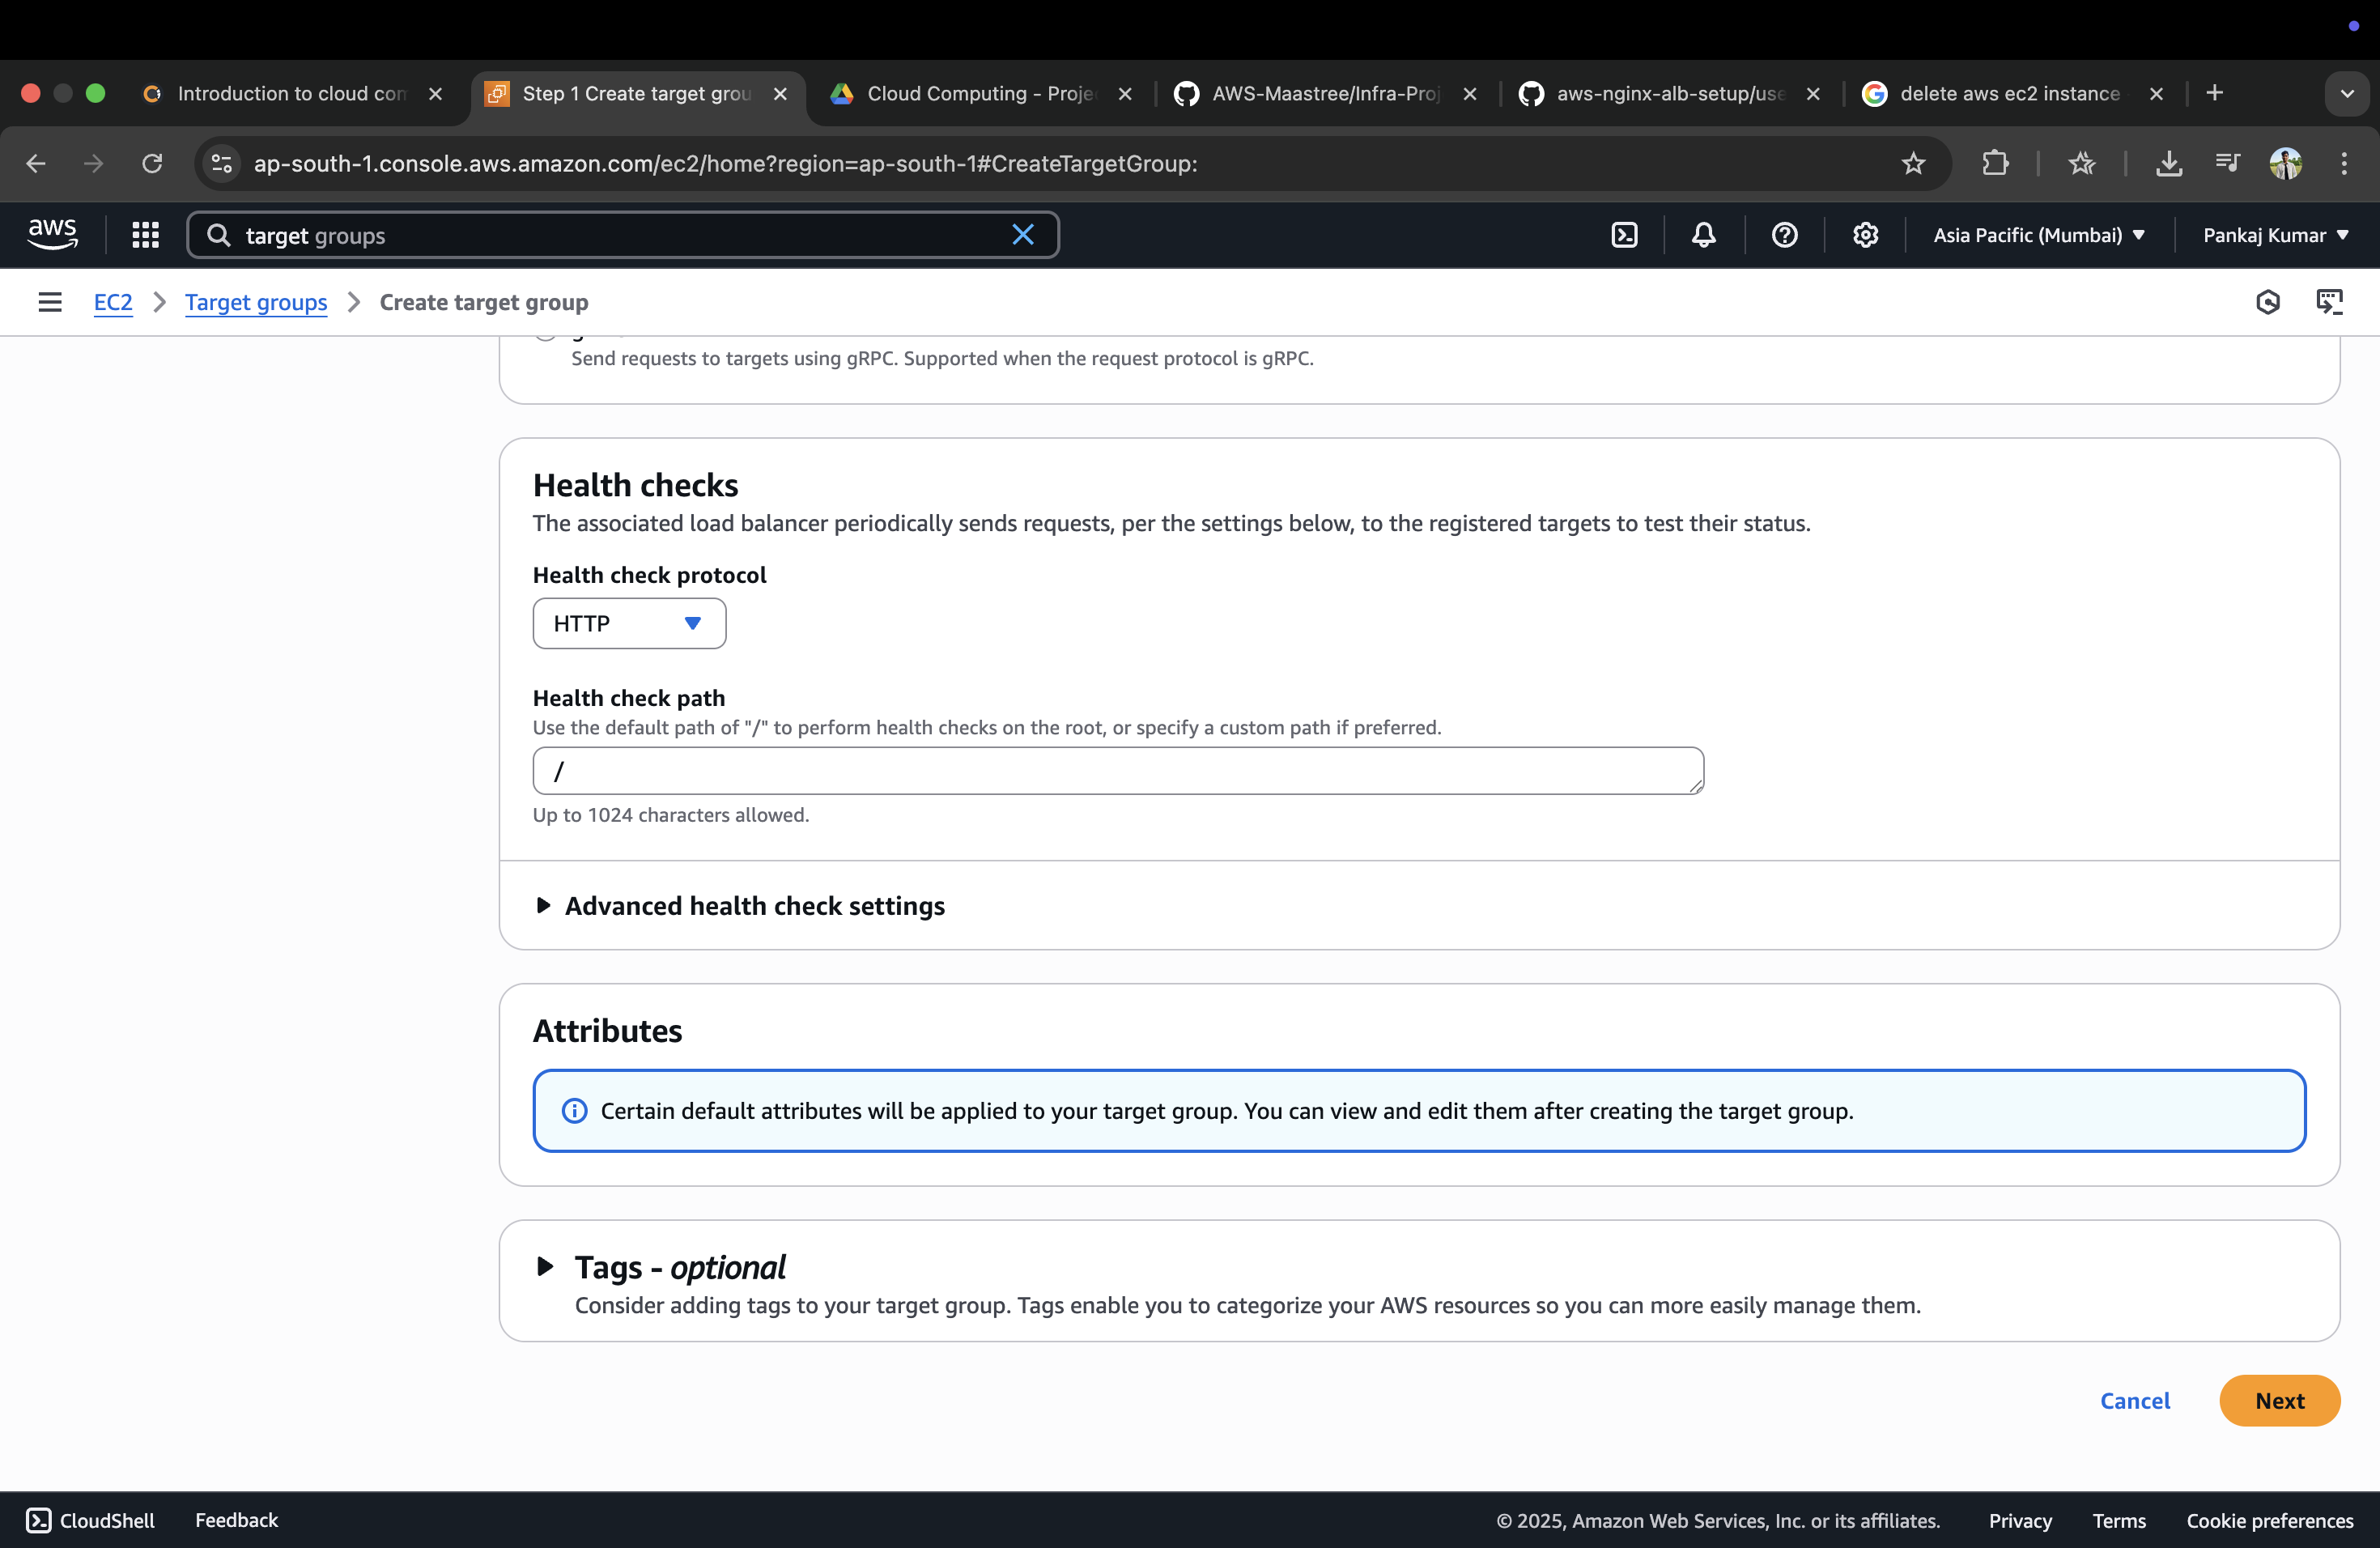 Introduction to cloud con
Step 1 Create target grou
Cloud Computing - Proje
AWS-Maastree/Infra-Proj
aws-nginx-alb-setup/use
delete aws ec2 instance
ap-south-1.console.aws.amazon.com/ec2/home?region=ap-south-1#CreateTargetGroup:
aws
target groups
Asia Pacific (Mumbai)
Pankaj Kumar
EC2
Target groups
Create target group
Send requests to targets using gRPC. Supported when the request protocol is gRPC.
Health checks
The associated load balancer periodically sends requests, per the settings below, to the registered targets to test their status.
Health check protocol
HTTP
Health check path
Use the default path of "/" to perform health checks on the root, or specify a custom path if preferred.
/
Up to 1024 characters allowed.
Advanced health check settings
Attributes
Certain default attributes will be applied to your target group. You can view and edit them after creating the target group.
Tags - optional
Consider adding tags to your target group. Tags enable you to categorize your AWS resources so you can more easily manage them.
Cancel
Next
CloudShell
Feedback
© 2025, Amazon Web Services, Inc. or its affiliates.
Privacy
Terms
Cookie preferences